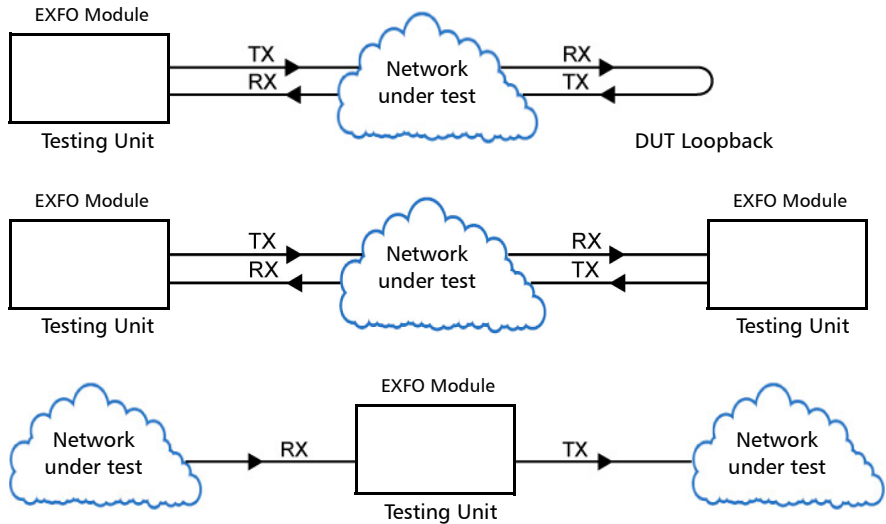 EXFO Module
TX
RX
Network
under test
RX
TX
Testing Unit
DUT Loopback
EXFO Module
EXFO Module
TX
RX
Network
under test
RX
TX
Testing Unit
Testing Unit
EXFO Module
Network
under test
RX
TX
Network
under test
Testing Unit